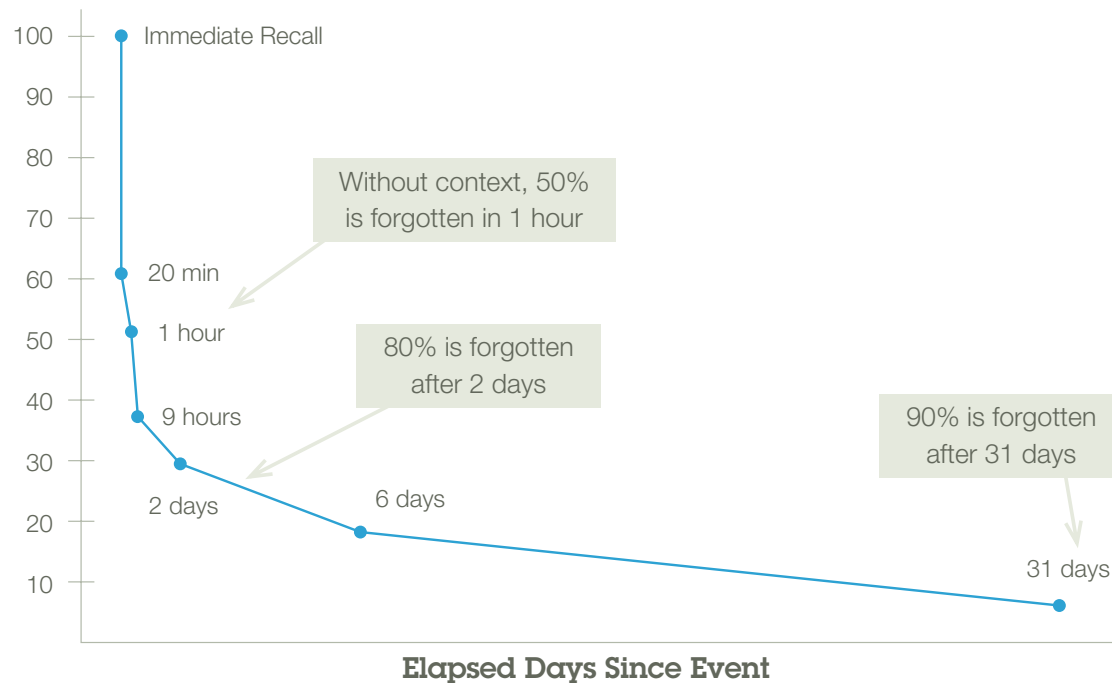 100
Immediate Recall
90
80
Without context, 50%
is forgotten in 1 hour
70
60
20 min
50
1 hour
80% is forgotten
after 2 days
40
9 hours
90% is forgotten
after 31 days
30
2 days
6 days
20
10
31 days
Elapsed Days Since Event